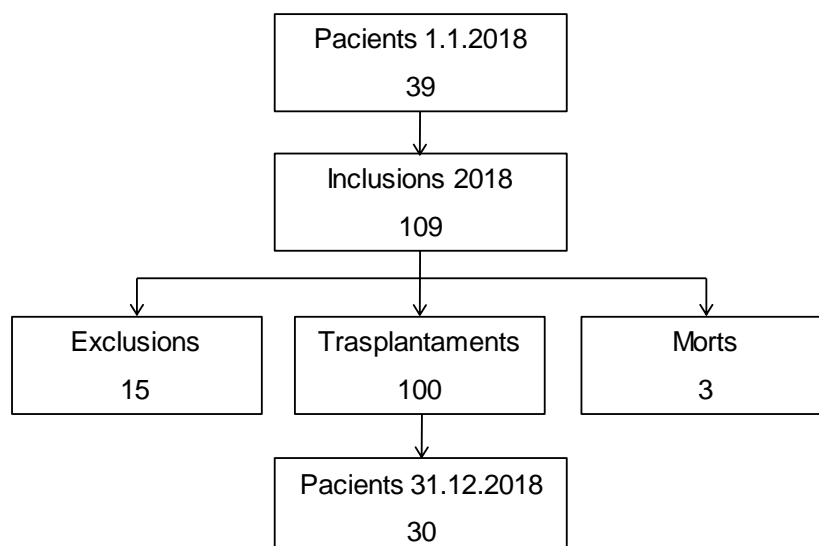 Pacients 1.1.2018
39
Inclusions 2018
109
Exclusions
15
Trasplantaments
100
Morts
3
Pacients 31.12.2018
30